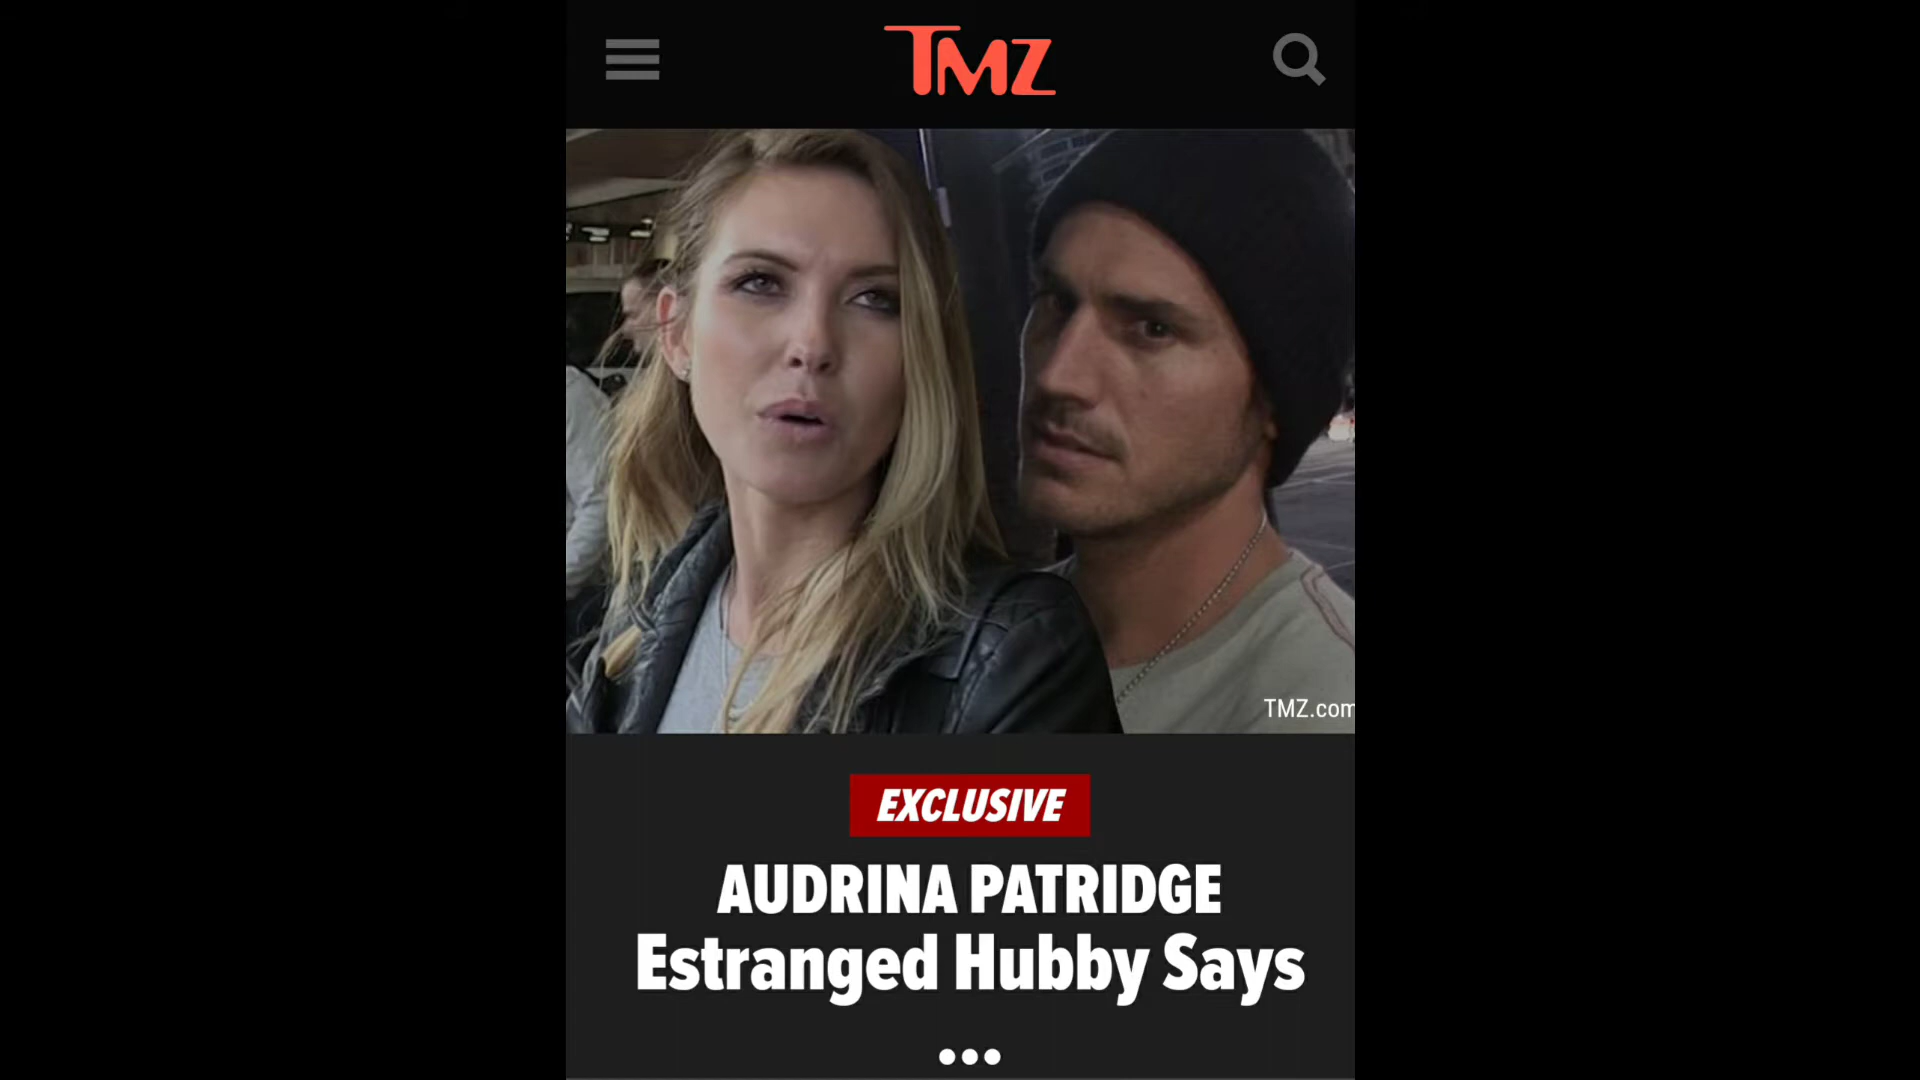 TMZ
TMZ.com
EXCLUSIVE
AUDRINA PATRIDGE
Estranged Hubby Says